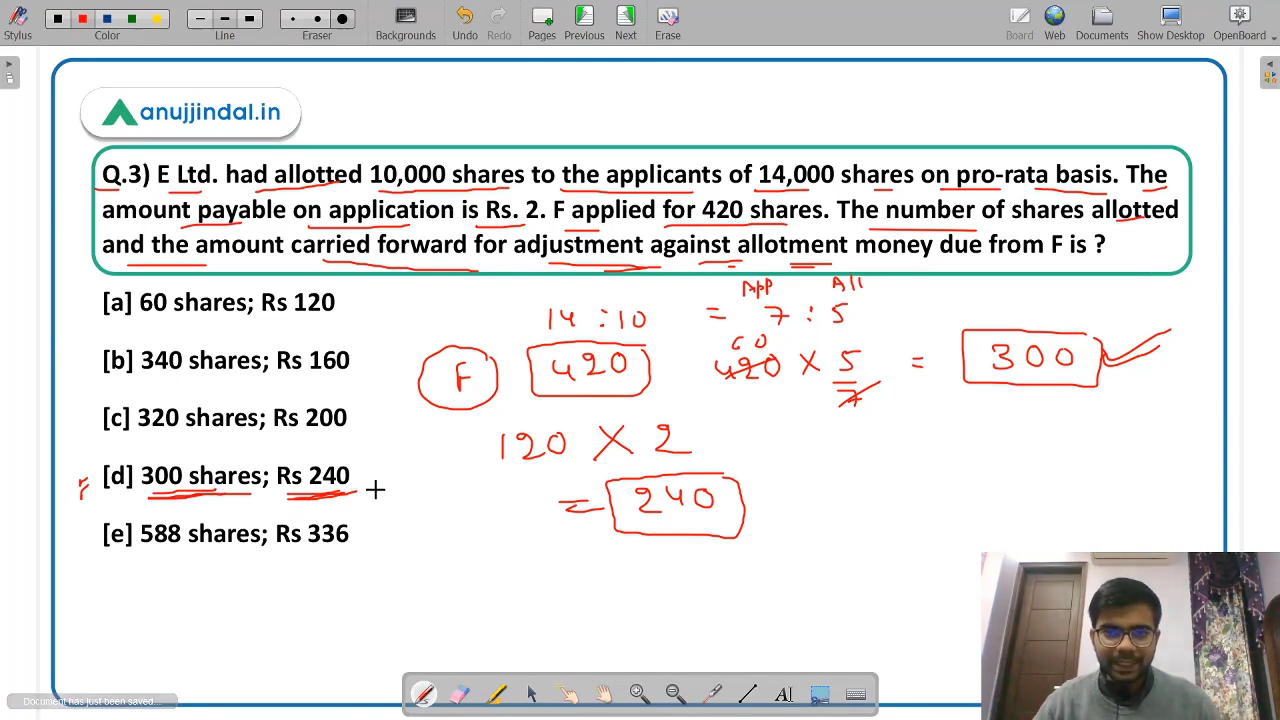 Stylus
Color
Line
Eraser
Backgrounds
Undo
Redo
Pages
Previous
Next
Erase
Board
Web
Documents
Show Desktop
OpenBoard
anujjindal.in
Q.3) E Ltd. had allotted 10,000 shares to the applicants of 14,000 shares on pro-rata basis. The
amount payable on application is Rs. 2. F applied for 420 shares. The number of shares allotted
and the amount carried forward for adjustment against allotment money due from F is ?
[a] 60 shares; Rs 120
[b] 340 shares; Rs 160
[c] 320 shares; Rs 200
[d] 300 shares; Rs 240
[e] 588 shares; Rs 336
App All
14 : 10 = 7 : 5
60
F 420 420 × 5 = 300
7
120 × 2
= 240
Document has just been saved...